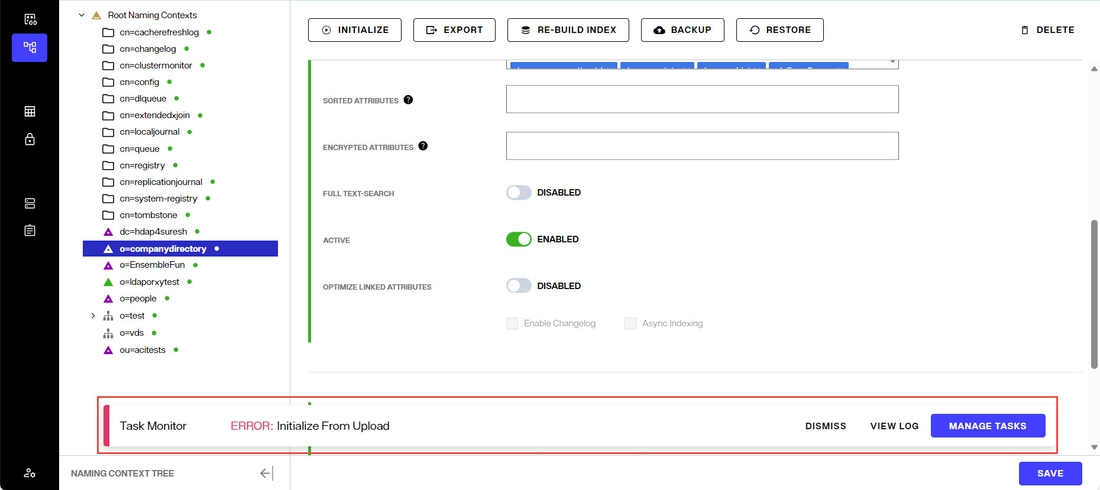 Root Naming Contexts
cn=cacherefreshlog
cn=changelog
cn=clustermonitor
cn=config
cn=dlqueue
cn=extendedxjoin
cn=localjournal
cn=queue
cn=registry
cn=replicationjournal
cn=system-registry
cn=tombstone
dc=hdap4suresh
o=companydirectory
o=EnsembleFun
o=ldaporxytest
o=people
o=test
o=vds
ou=acitests
NAMING CONTEXT TREE
INITIALIZE EXPORT RE-BUILD INDEX BACKUP RESTORE DELETE
SORTED ATTRIBUTES ?
ENCRYPTED ATTRIBUTES ?
FULL TEXT-SEARCH DISABLED
ACTIVE ENABLED
OPTIMIZE LINKED ATTRIBUTES DISABLED
Enable Changelog Async Indexing
Task Monitor ERROR: Initialize From Upload DISMISS VIEW LOG MANAGE TASKS
SAVE